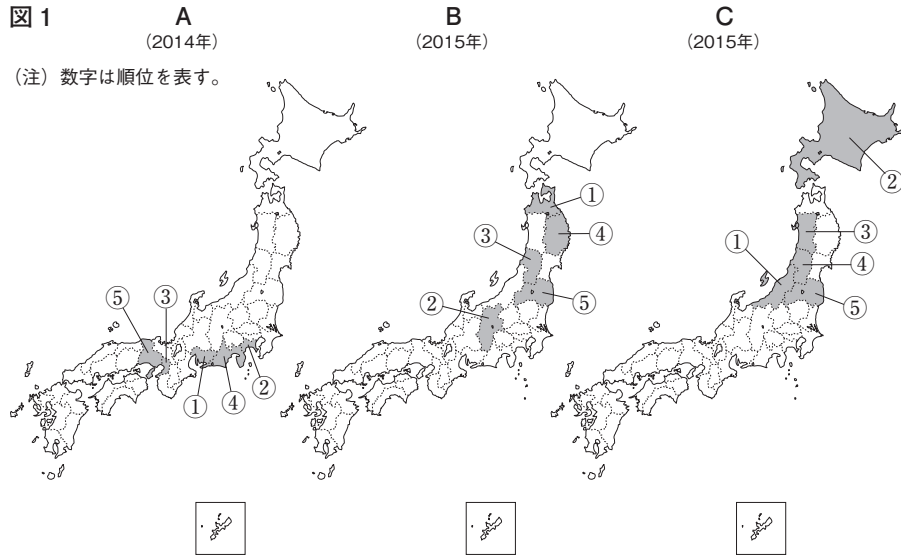 図1
A
(2014年)
B
(2015年)
C
(2015年)
（注）数字は順位を表す。
⑤
③
①
④
②
①
④
③
⑤
②
②
③
①
④
⑤